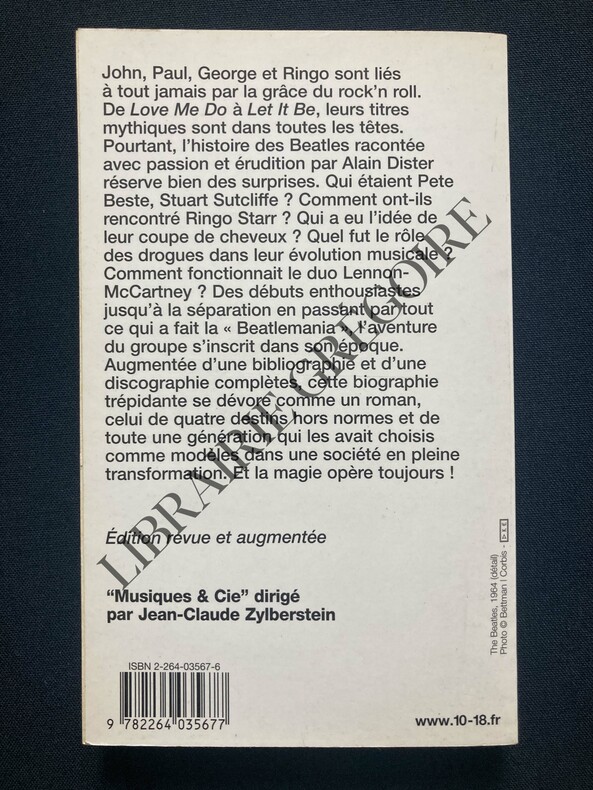 John, Paul, George et Ringo sont liés
à tout jamais par la grâce du rock’n roll.
De Love Me Do à Let It Be, leurs titres
mythiques sont dans toutes les têtes.
Pourtant, l’histoire des Beatles racontée
avec passion et érudition par Alain Dister
réserve bien des surprises. Qui étaient Pete
Beste, Stuart Sutcliffe ? Comment ont-ils
rencontré Ringo Starr ? Qui a eu l’idée de
leur coupe de cheveux ? Quel fut le rôle
des drogues dans leur évolution musicale ?
Comment fonctionnait le duo Lennon-
McCartney ? Des débuts enthousiastes
jusqu’à la séparation en passant par tout
ce qui a fait la « Beatlemania », l’aventure
du groupe s’inscrit dans son époque.
Augmentée d’une bibliographie et d’une
discographie complètes, cette biographie
trépidante se dévore comme un roman,
celui de quatre destins hors normes et de
toute une génération qui les avait choisis
comme modèles dans une société en pleine
transformation. Et la magie opère toujours !
Édition revue et augmentée
“Musiques & Cie” dirigé
par Jean-Claude Zylberstein
ISBN 2-264-03567-6
9 782264 035677
www.10-18.fr
The Beatles, 1964 (détail)
Photo © Bettman | Corbis -
LIBRAIRIE GREGOIRE